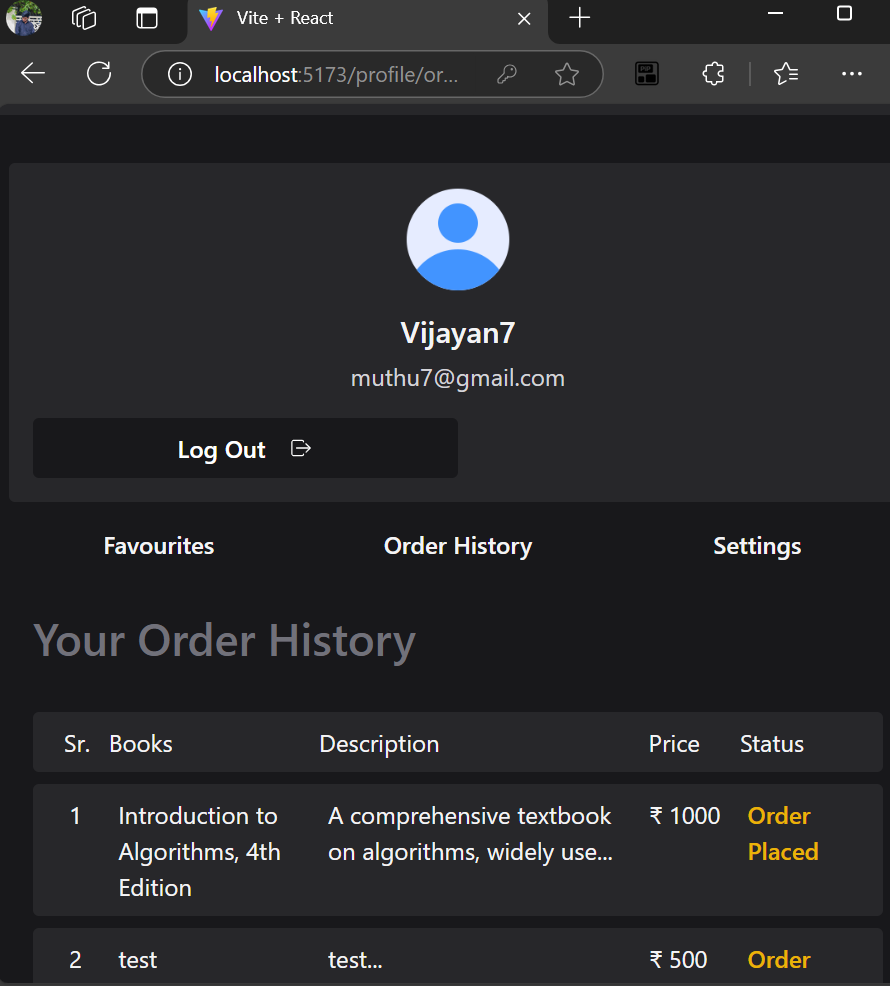 Vite + React
localhost:5173/profile/or...
Vijayan7
muthu7@gmail.com
Log Out
Favourites Order History Settings
Your Order History
Sr. Books Description Price Status
1 Introduction to A comprehensive textbook ₹ 1000 Order
Algorithms, 4th on algorithms, widely use... Placed
Edition
2 test test... ₹ 500 Order